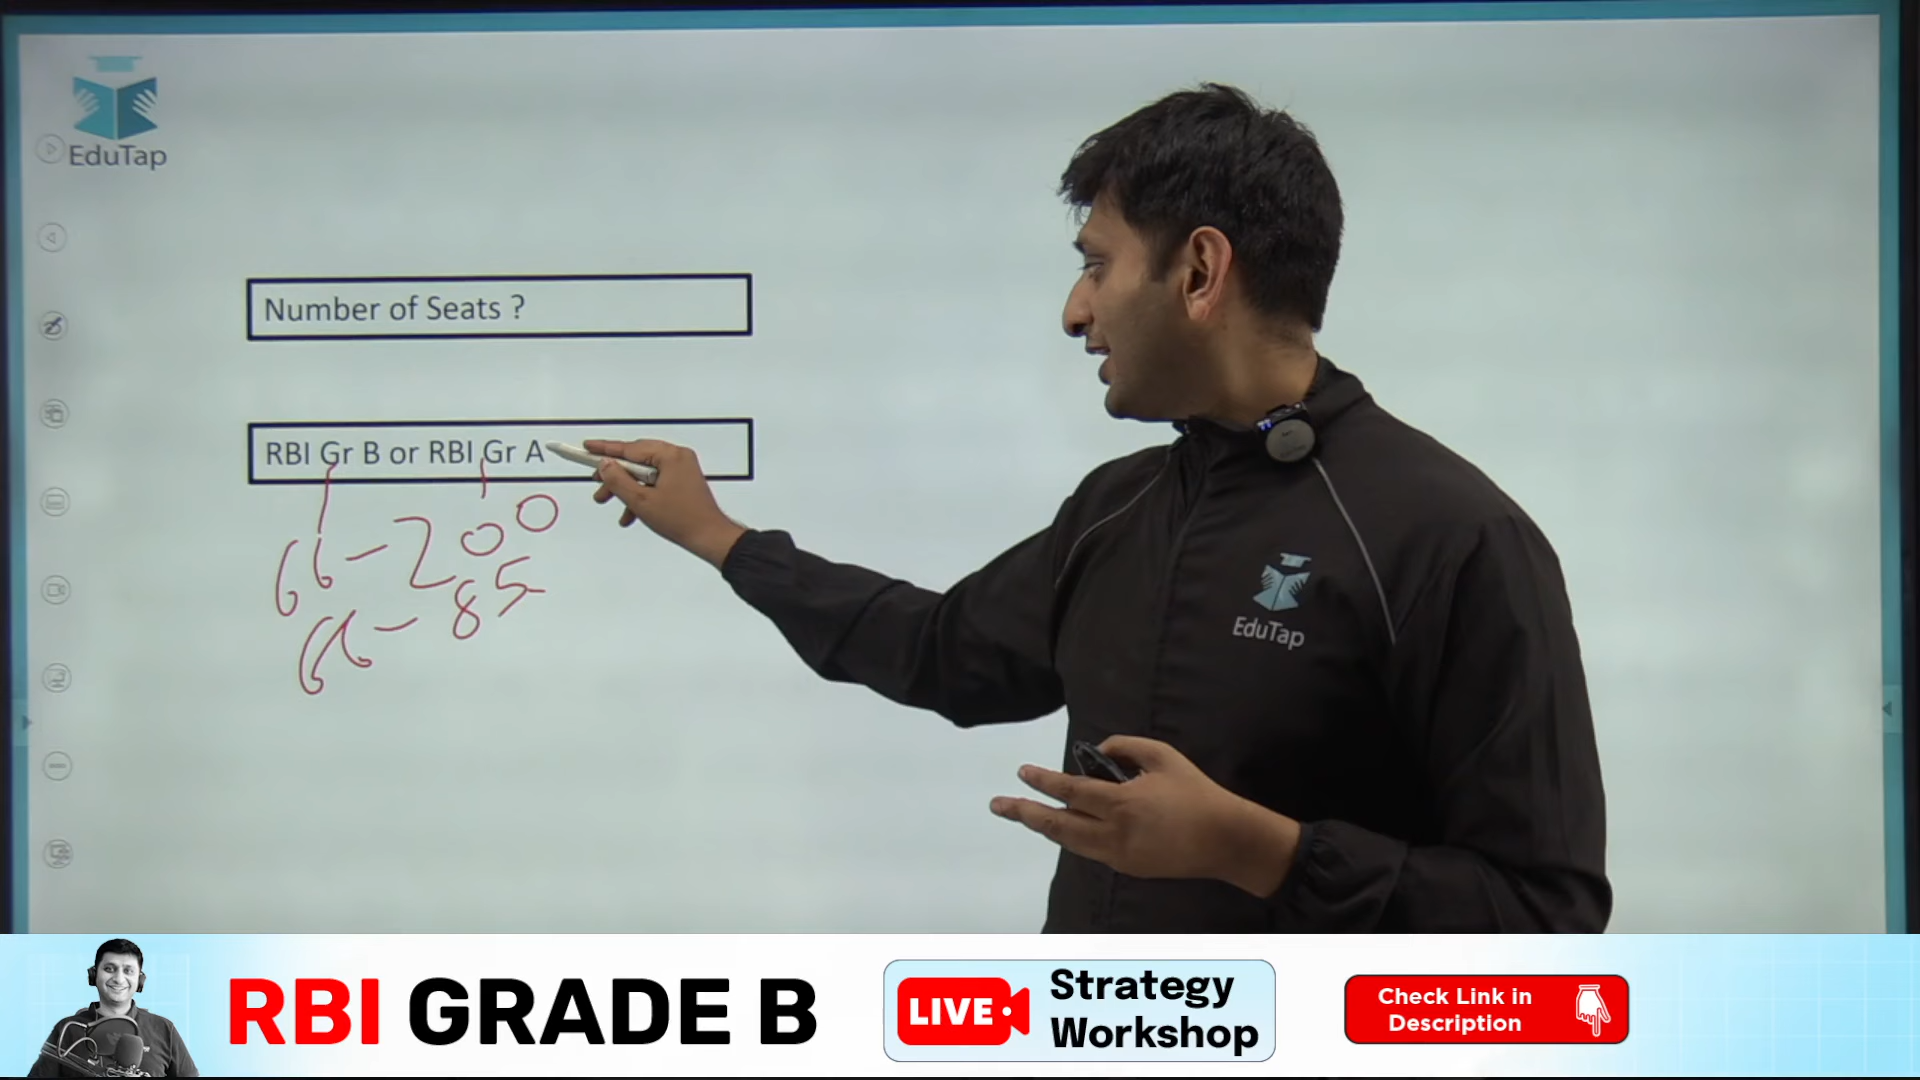 EduTap
Number of Seats ?
RBI Gr B or RBI Gr A
66 - 200
66 - 85
EduTap
RBI GRADE B
LIVE
Strategy
Workshop
Check Link in
Description